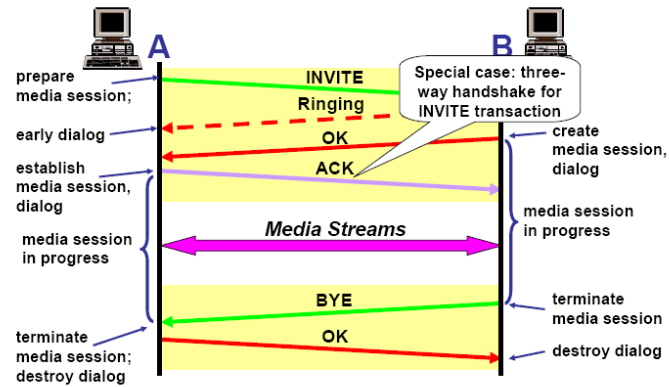 A
B
prepare
media session;
INVITE
Special case: three-
way handshake for
INVITE transaction
Ringing
early dialog
OK
create
media session,
dialog
establish
media session,
dialog
ACK
media session
in progress
media session
in progress
Media Streams
BYE
terminate
media session
terminate
media session;
destroy dialog
OK
destroy dialog